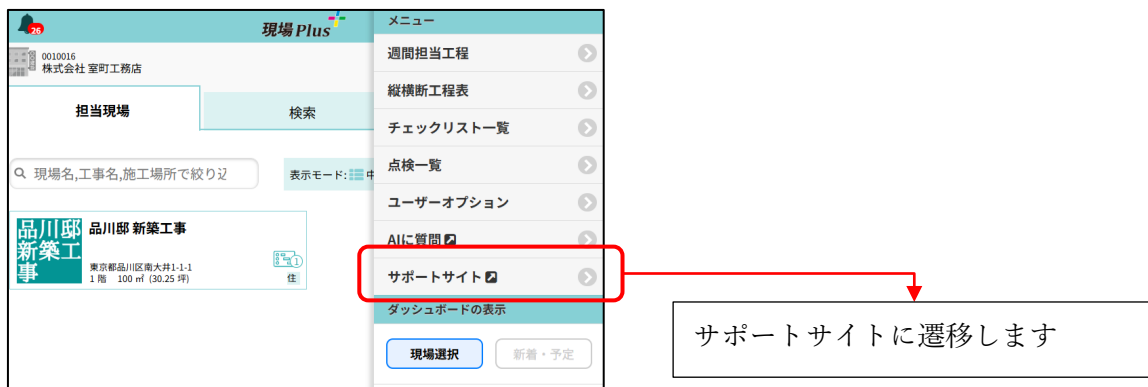 26
現場Plus
メニュー
0010016
株式会社 室町工務店
担当現場
検索
現場名,工事名,施工場所で絞り込
表示モード: 中
品川邸
新築工
事
品川邸 新築工事
東京都品川区南大井1-1-1
1 階 100 ㎡ (30.25 坪)
1
住
週間担当工程
縦横断工程表
チェックリスト一覧
点検一覧
ユーザーオプション
AIに質問
サポートサイト
ダッシュボードの表示
現場選択
新着・予定
サポートサイトに遷移します